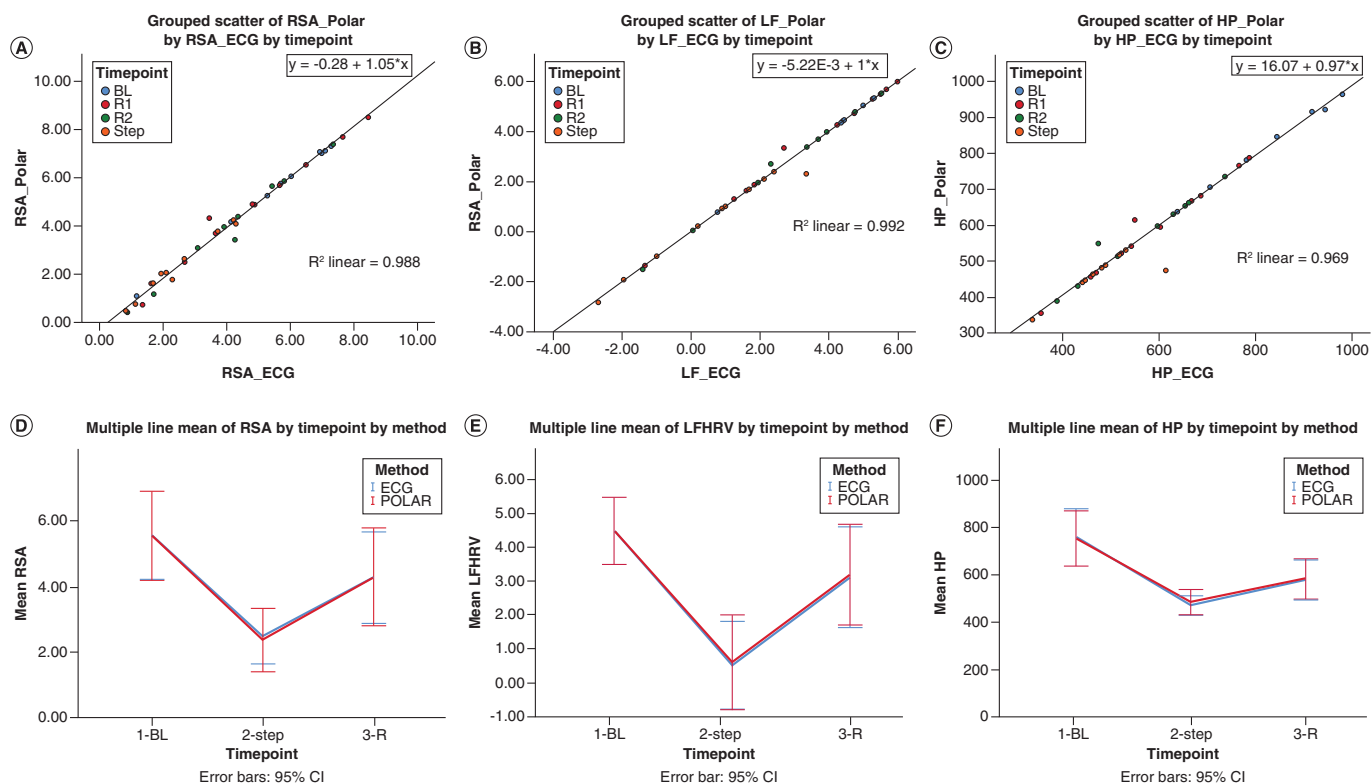 A
Grouped scatter of RSA_Polar
by RSA_ECG by timepoint
y = -0.28 + 1.05*x
Timepoint
BL
R1
R2
Step
RSA_Polar
10.00
8.00
6.00
4.00
2.00
0.00
R² linear = 0.988
0.00 2.00 4.00 6.00 8.00 10.00
RSA_ECG
B
Grouped scatter of LF_Polar
by LF_ECG by timepoint
y = -5.22E-3 + 1*x
Timepoint
BL
R1
R2
Step
RSA_Polar
6.00
4.00
2.00
0.00
-2.00
-4.00
R² linear = 0.992
-4.00 -2.00 0.00 2.00 4.00 6.00
LF_ECG
C
Grouped scatter of HP_Polar
by HP_ECG by timepoint
y = 16.07 + 0.97*x
Timepoint
BL
R1
R2
Step
HP_Polar
1000
900
800
700
600
500
400
300
R² linear = 0.969
400 600 800 1000
HP_ECG
D
Multiple line mean of RSA by timepoint by method
Method
ECG
POLAR
Mean RSA
6.00
4.00
2.00
0.00
1-BL 2-step 3-R
Timepoint
Error bars: 95% CI
E
Multiple line mean of LFHRV by timepoint by method
Method
ECG
POLAR
Mean LFHRV
6.00
5.00
4.00
3.00
2.00
1.00
0.00
-1.00
1-BL 2-step 3-R
Timepoint
Error bar: 95% CI
F
Multiple line mean of HP by timepoint by method
Method
ECG
POLAR
Mean HP
1000
800
600
400
200
0
1-BL 2-step 3-R
Timepoint
Error bars: 95% CI